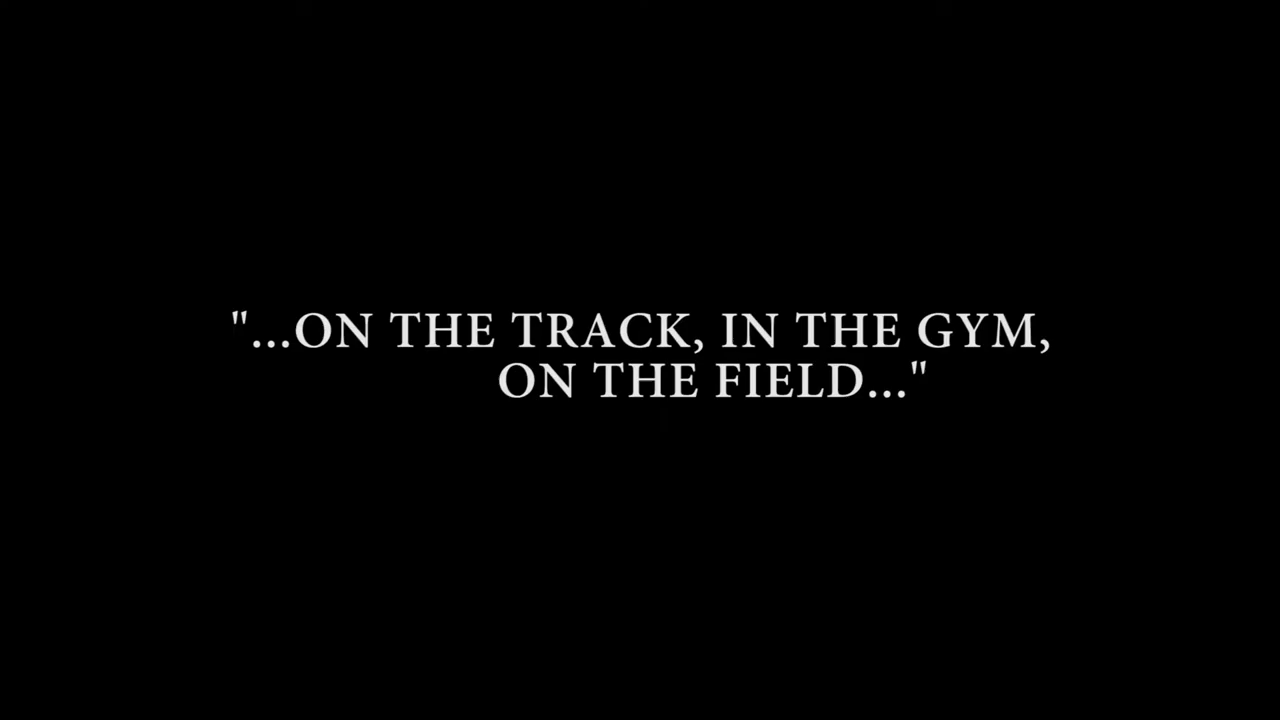 "...ON THE TRACK, IN THE GYM,
ON THE FIELD..."